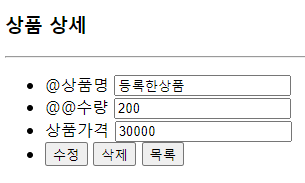 상품 상세
@상품명 등록한상품
@@수량 200
상품가격 30000
수정 삭제 목록